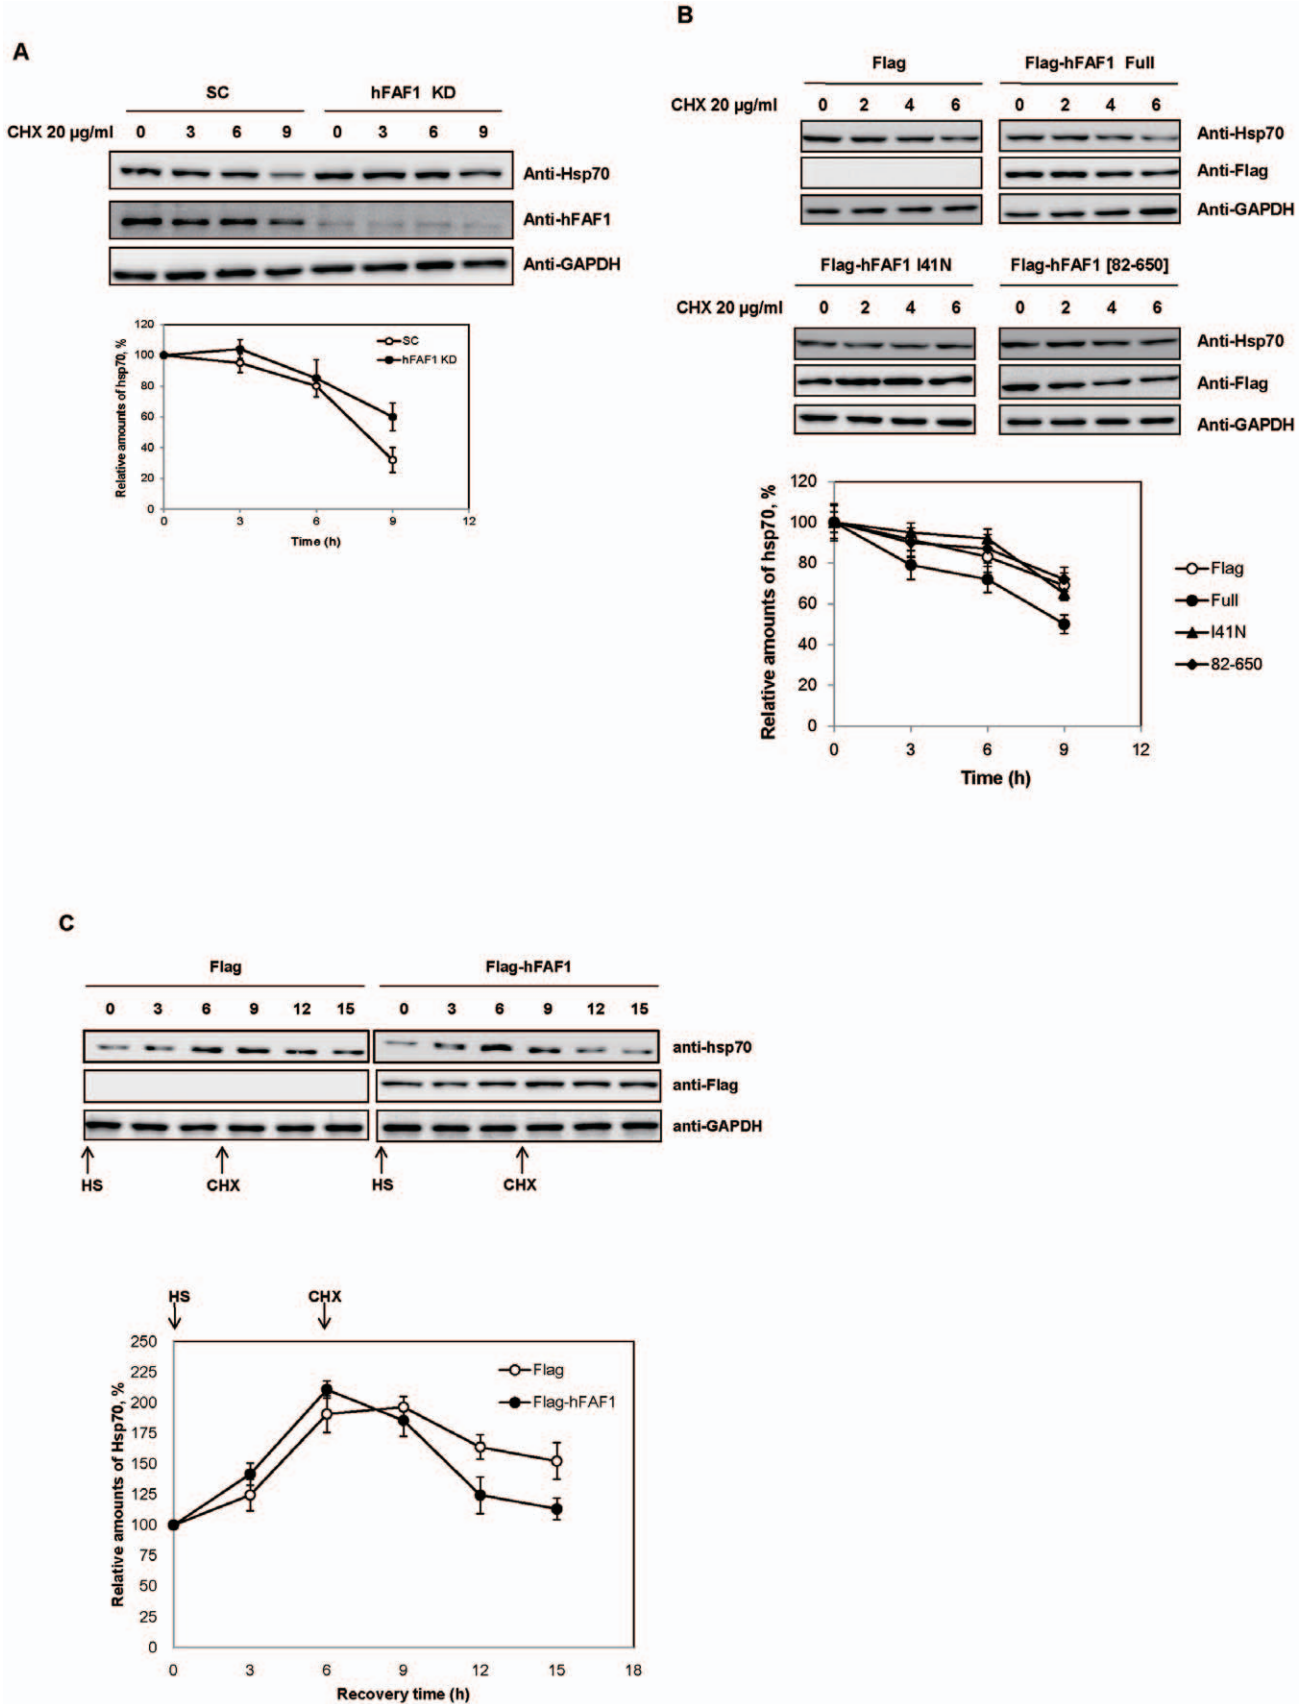 A
SC hFAF1 KD
CHX 20 µg/ml 0 3 6 9 0 3 6 9
Anti-Hsp70
Anti-hFAF1
Anti-GAPDH
Relative amounts of hsp70, %
120
100
80
60
40
20
0
SC
hFAF1 KD
0 3 6 9 12
Time (h)
B
Flag Flag-hFAF1 Full
CHX 20 µg/ml 0 2 4 6 0 2 4 6
Anti-Hsp70
Anti-Flag
Anti-GAPDH
Flag-hFAF1 I41N Flag-hFAF1 [82-650]
CHX 20 µg/ml 0 2 4 6 0 2 4 6
Anti-Hsp70
Anti-Flag
Anti-GAPDH
Relative amounts of hsp70, %
120
100
80
60
40
20
0
Flag
Full
I41N
82-650
0 3 6 9 12
Time (h)
C
Flag Flag-hFAF1
0 3 6 9 12 15 0 3 6 9 12 15
anti-hsp70
anti-Flag
anti-GAPDH
HS CHX HS CHX
HS CHX
Relative amounts of Hsp70, %
250
225
200
175
150
125
100
75
50
25
0
Flag
Flag-hFAF1
0 3 6 9 12 15 18
Recovery time (h)